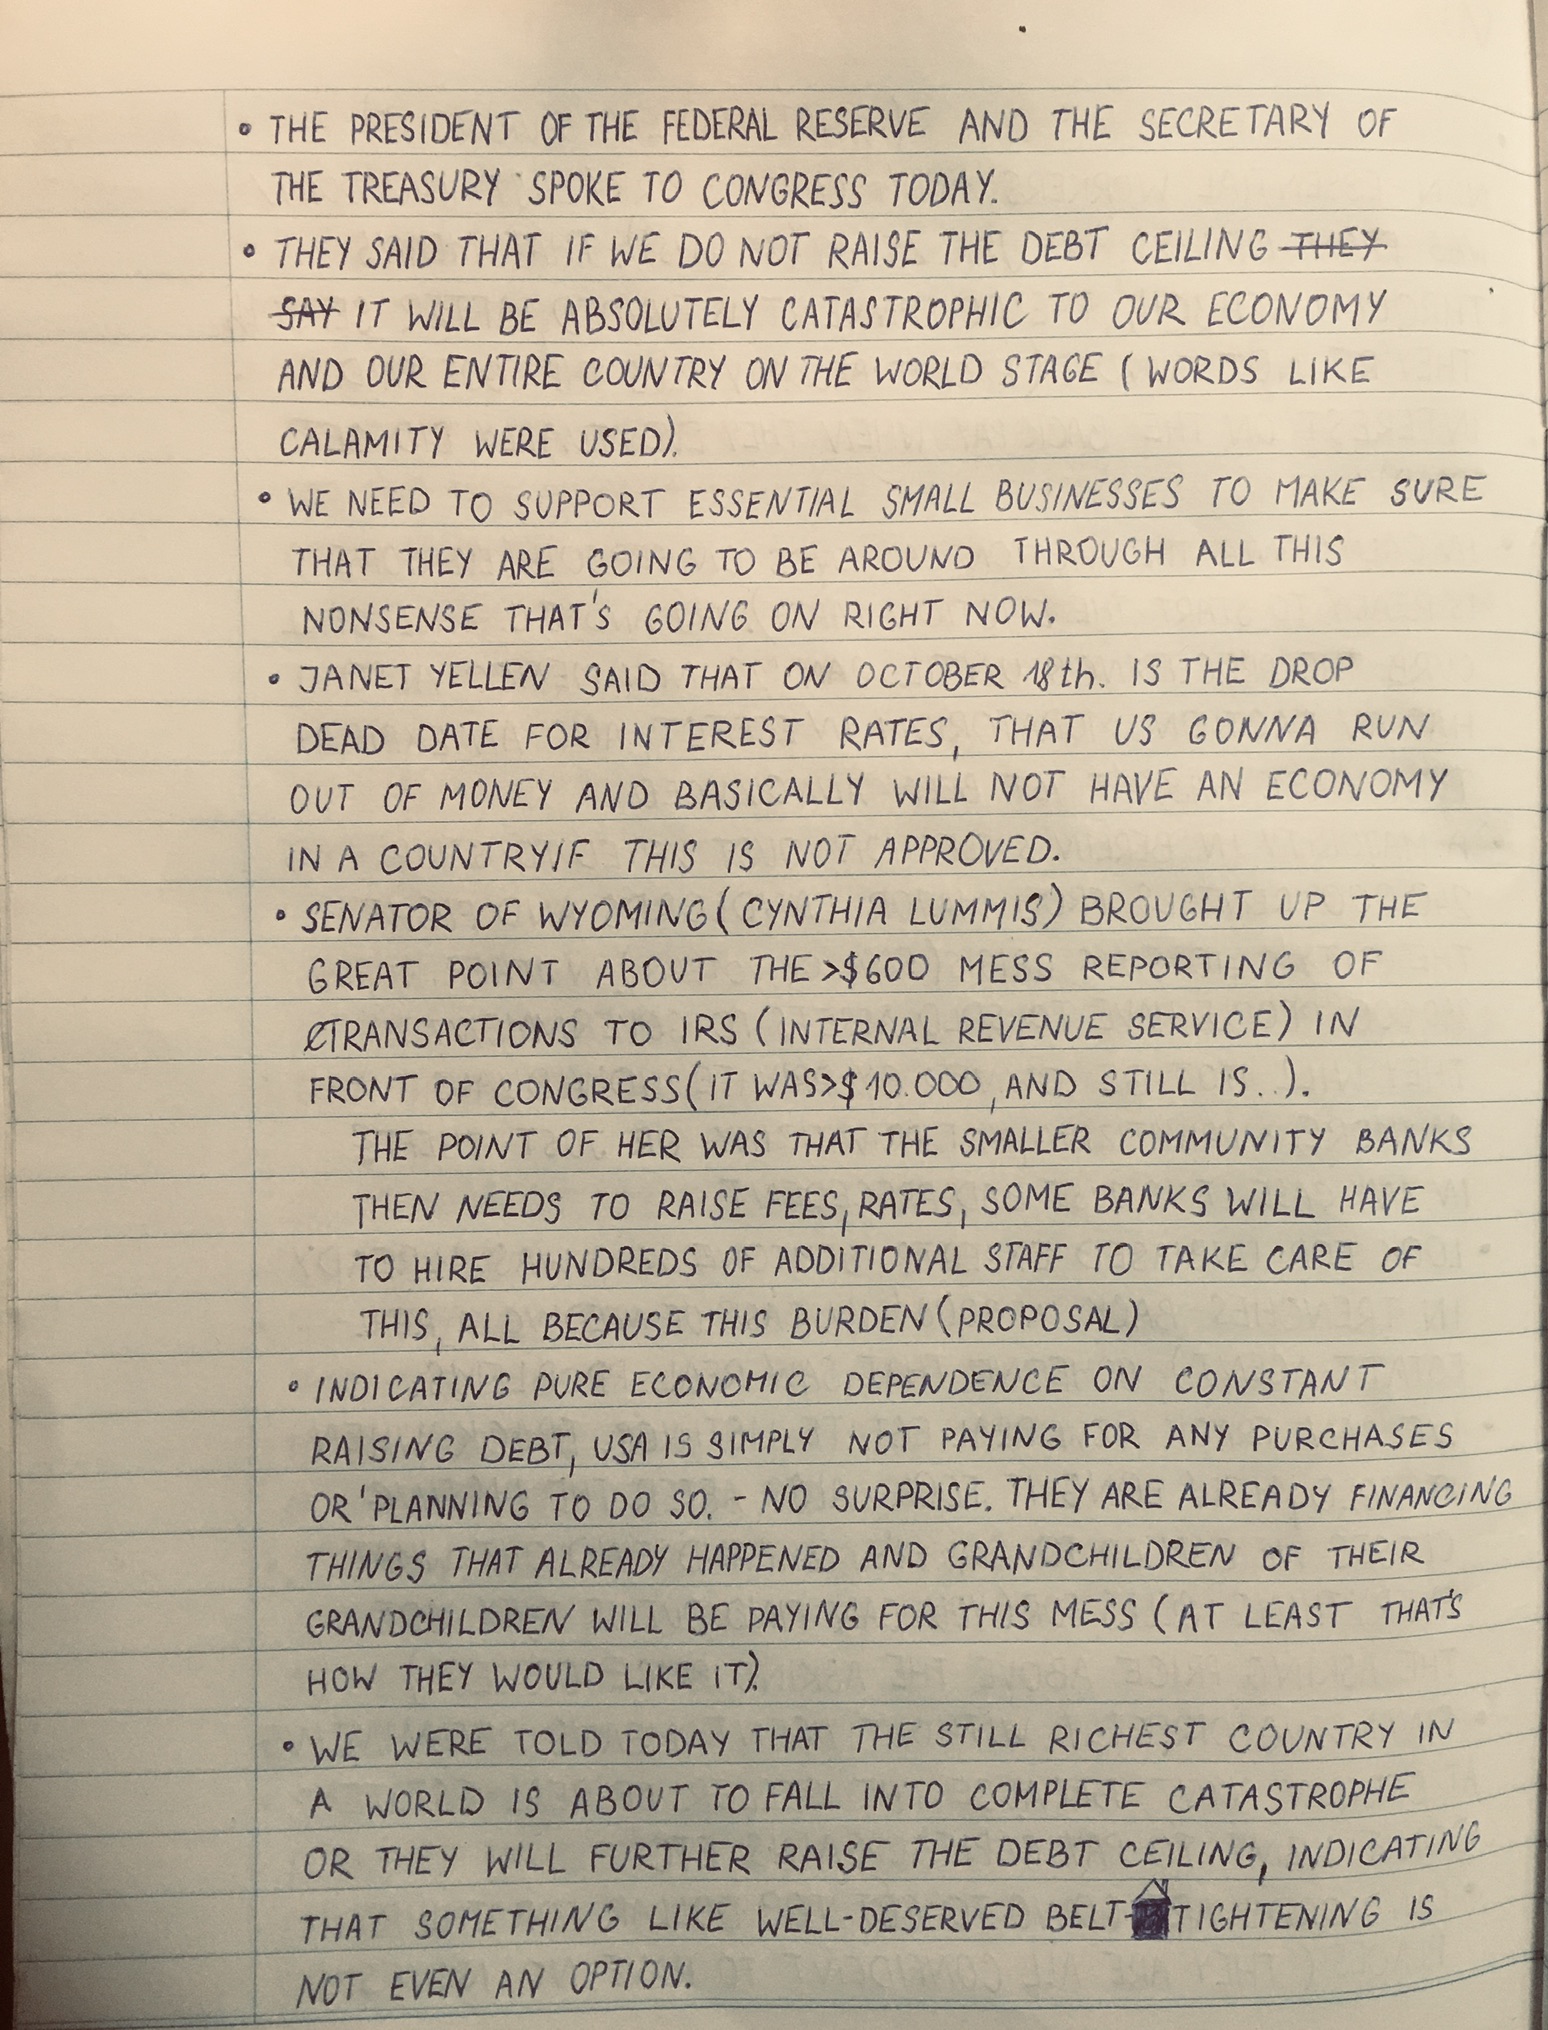 • THE PRESIDENT OF THE FEDERAL RESERVE AND THE SECRETARY OF
THE TREASURY SPOKE TO CONGRESS TODAY.
• THEY SAID THAT IF WE DO NOT RAISE THE DEBT CEILING THEY
SAY IT WILL BE ABSOLUTELY CATASTROPHIC TO OUR ECONOMY
AND OUR ENTIRE COUNTRY ON THE WORLD STAGE (WORDS LIKE
CALAMITY WERE USED).
• WE NEED TO SUPPORT ESSENTIAL SMALL BUSINESSES TO MAKE SURE
THAT THEY ARE GOING TO BE AROUND THROUGH ALL THIS
NONSENSE THAT'S GOING ON RIGHT NOW.
• JANET YELLEN SAID THAT ON OCTOBER 18th. IS THE DROP
DEAD DATE FOR INTEREST RATES, THAT US GONNA RUN
OUT OF MONEY AND BASICALLY WILL NOT HAVE AN ECONOMY
IN A COUNTRY IF THIS IS NOT APPROVED.
• SENATOR OF WYOMING (CYNTHIA LUMMIS) BROUGHT UP THE
GREAT POINT ABOUT THE >$600 MESS REPORTING OF
TRANSACTIONS TO IRS (INTERNAL REVENUE SERVICE) IN
FRONT OF CONGRESS (IT WAS >$10.000, AND STILL IS..).
THE POINT OF HER WAS THAT THE SMALLER COMMUNITY BANKS
THEN NEEDS TO RAISE FEES, RATES, SOME BANKS WILL HAVE
TO HIRE HUNDREDS OF ADDITIONAL STAFF TO TAKE CARE OF
THIS, ALL BECAUSE THIS BURDEN (PROPOSAL)
• INDICATING PURE ECONOMIC DEPENDENCE ON CONSTANT
RAISING DEBT, USA IS SIMPLY NOT PAYING FOR ANY PURCHASES
OR PLANNING TO DO SO. - NO SURPRISE. THEY ARE ALREADY FINANCING
THINGS THAT ALREADY HAPPENED AND GRANDCHILDREN OF THEIR
GRANDCHILDREN WILL BE PAYING FOR THIS MESS (AT LEAST THAT'S
HOW THEY WOULD LIKE IT).
• WE WERE TOLD TODAY THAT THE STILL RICHEST COUNTRY IN
A WORLD IS ABOUT TO FALL INTO COMPLETE CATASTROPHE
OR THEY WILL FURTHER RAISE THE DEBT CEILING, INDICATING
THAT SOMETHING LIKE WELL-DESERVED BELT-TIGHTENING IS
NOT EVEN AN OPTION.